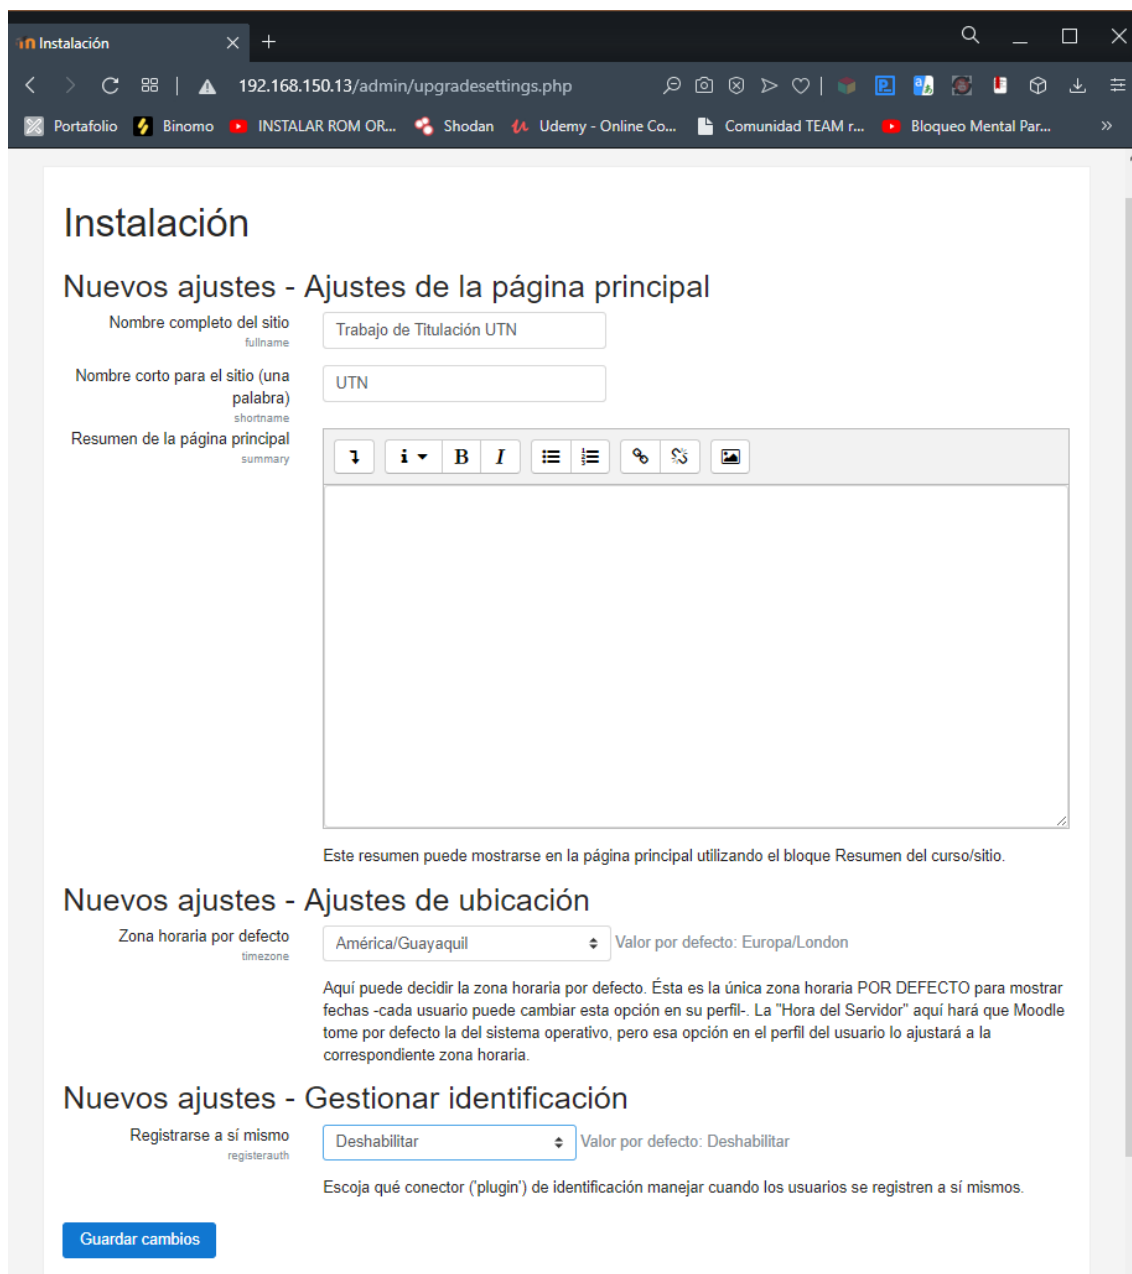 Instalación
192.168.150.13/admin/upgradesettings.php
Portafolio Binomo INSTALAR ROM OR... Shodan Udemy - Online Co... Comunidad TEAM r... Bloqueo Mental Par... »
Instalación
Nuevos ajustes - Ajustes de la página principal
Nombre completo del sitio
fullname
Trabajo de Titulación UTN
Nombre corto para el sitio (una
palabra)
shortname
UTN
Resumen de la página principal
summary
B I
Este resumen puede mostrarse en la página principal utilizando el bloque Resumen del curso/sitio.
Nuevos ajustes - Ajustes de ubicación
Zona horaria por defecto
timezone
América/Guayaquil Valor por defecto: Europa/London
Aquí puede decidir la zona horaria por defecto. Ésta es la única zona horaria POR DEFECTO para mostrar
fechas -cada usuario puede cambiar esta opción en su perfil-. La "Hora del Servidor" aquí hará que Moodle
tome por defecto la del sistema operativo, pero esa opción en el perfil del usuario lo ajustará a la
correspondiente zona horaria.
Nuevos ajustes - Gestionar identificación
Registrarse a sí mismo
registerauth
Deshabilitar Valor por defecto: Deshabilitar
Escoja qué conector ('plugin') de identificación manejar cuando los usuarios se registren a sí mismos.
Guardar cambios